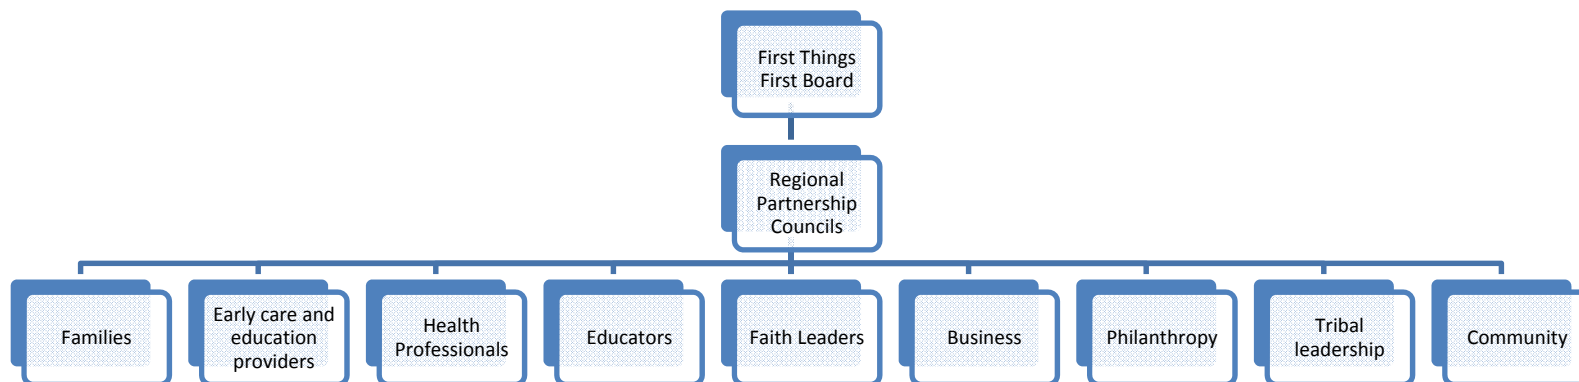 First Things
First Board
Regional
Partnership
Councils
Families
Early care and
education
providers
Health
Professionals
Educators
Faith Leaders
Business
Philanthropy
Tribal
leadership
Community